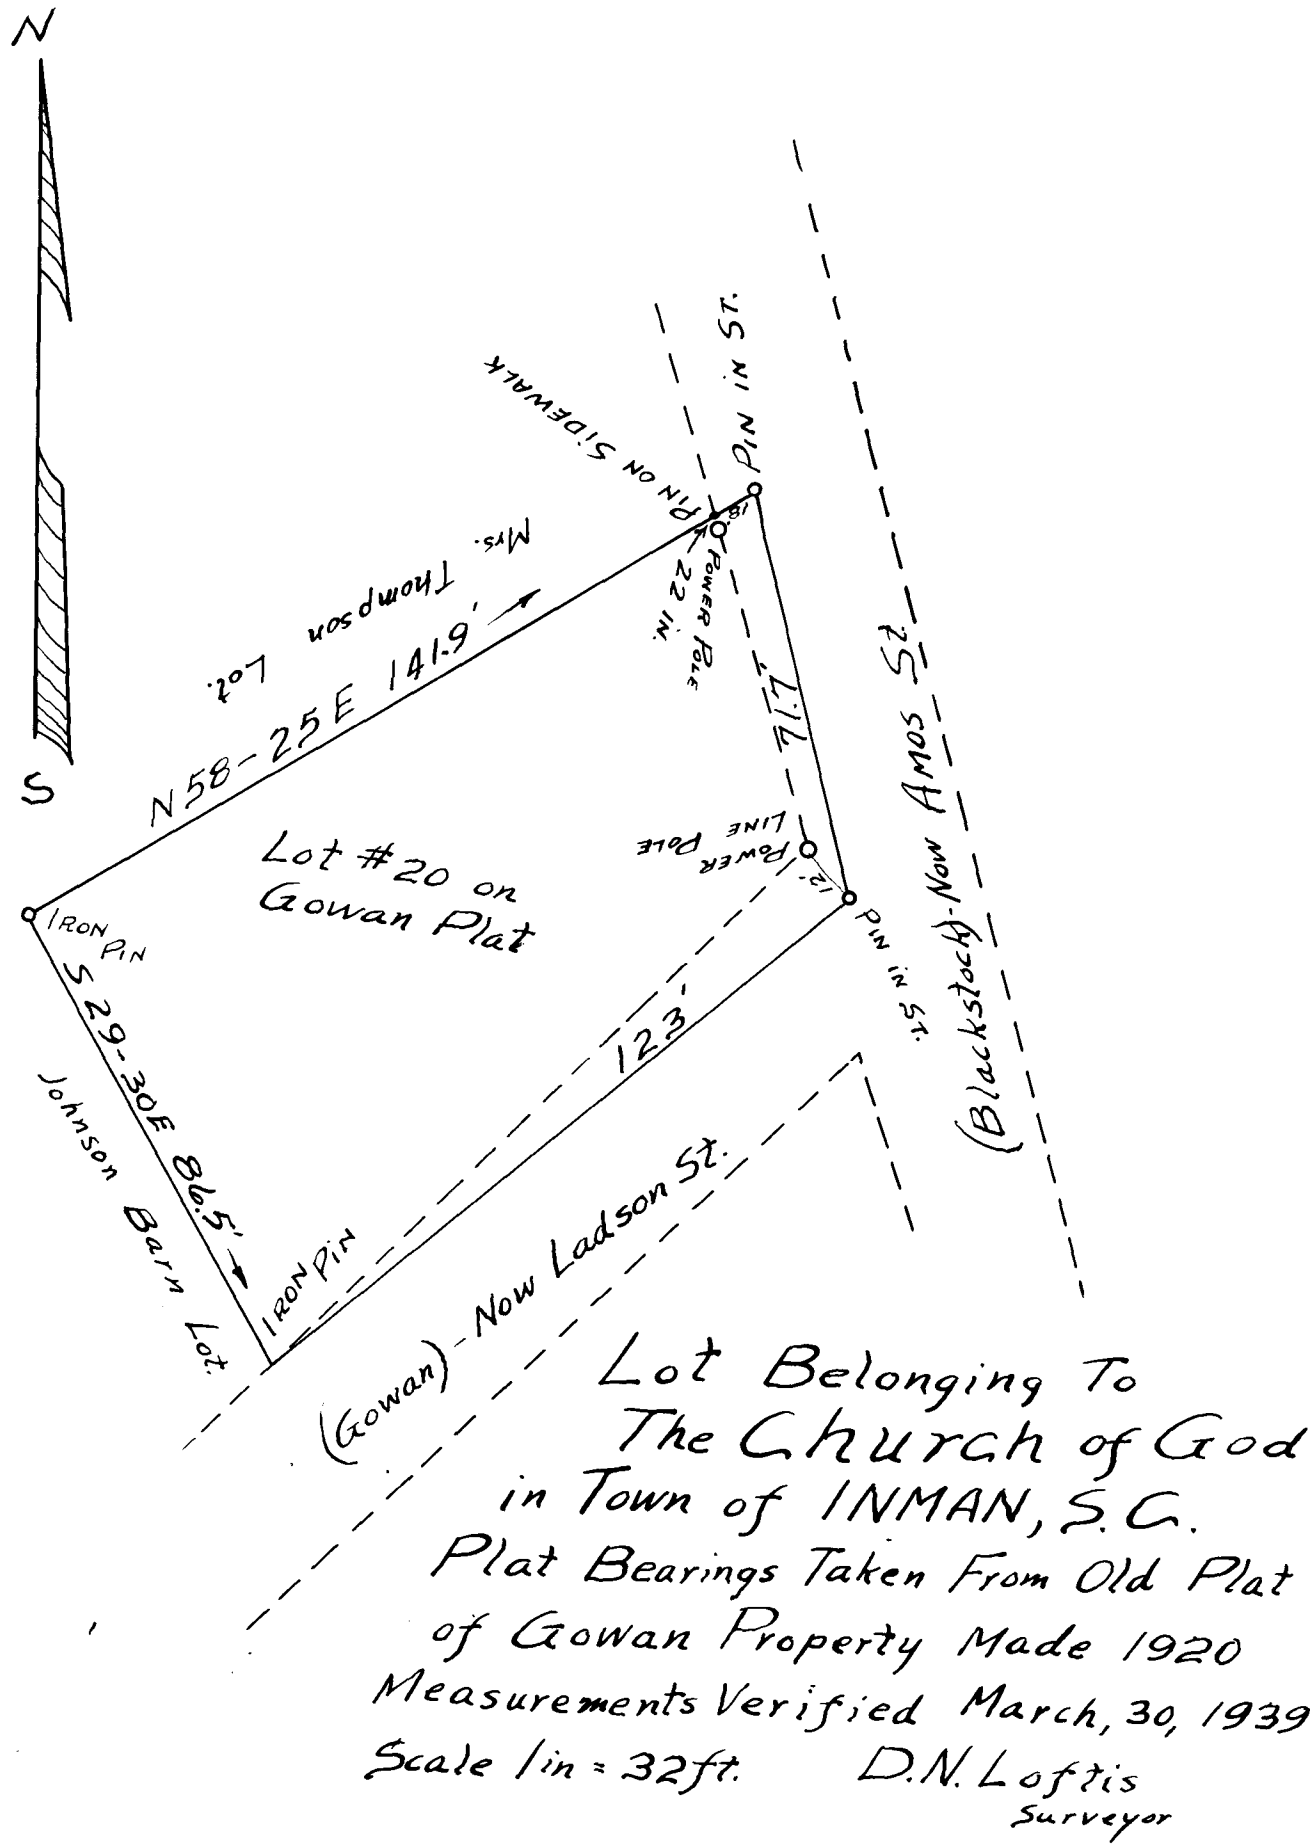 N
S
PIN IN ST.
PIN ON SIDEWALK
18'
POWER POLE
22 IN.
Mrs. Thompson Lot.
N 58-25 E 141.9'
71.7'
Lot #20 on
Gowan Plat
POWER POLE
LINE
12'
PIN IN ST.
(Blackstock)-Now AMOS St.
IRON
PIN
S 29-30E 86.5'
Johnson Barn Lot.
IRON PIN
123'
(Gowan)-Now Ladson St.
Lot Belonging To
The Church of God
in Town of INMAN, S.C.
Plat Bearings Taken From Old Plat
of Gowan Property Made 1920
Measurements Verified March, 30, 1939
Scale 1in = 32ft. D.N. Loftis
Surveyor